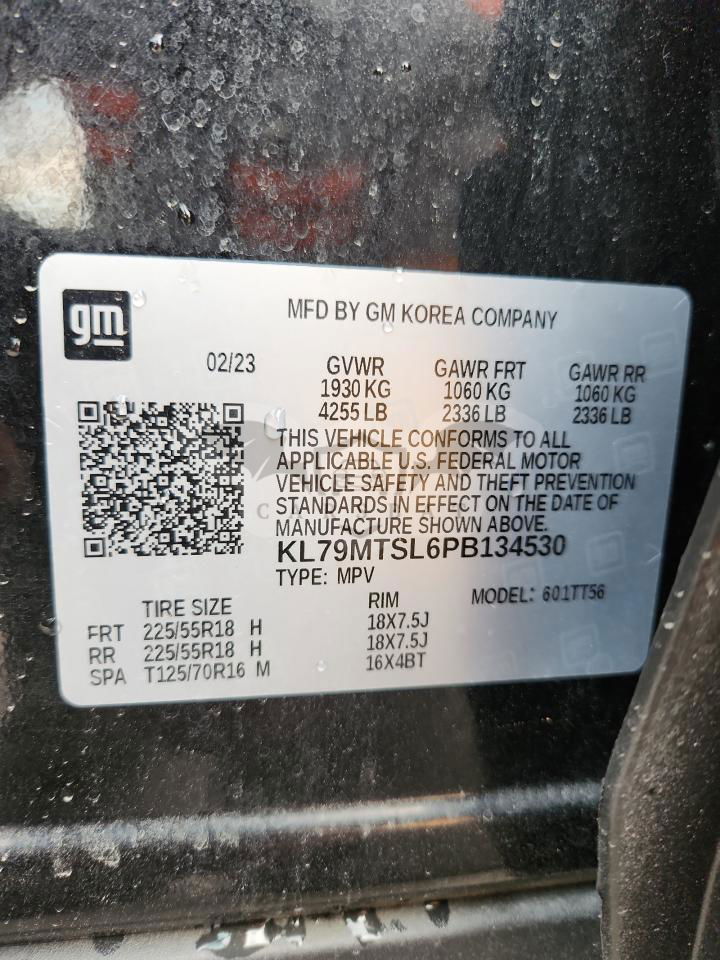 gm
MFD BY GM KOREA COMPANY
02/23 GVWR GAWR FRT GAWR RR
1930 KG 1060 KG 1060 KG
4255 LB 2336 LB 2336 LB
THIS VEHICLE CONFORMS TO ALL
APPLICABLE U.S. FEDERAL MOTOR
VEHICLE SAFETY AND THEFT PREVENTION
STANDARDS IN EFFECT ON THE DATE OF
MANUFACTURE SHOWN ABOVE.
KL79MTSL6PB134530
TYPE: MPV MODEL: 601TT56
TIRE SIZE RIM
FRT 225/55R18 H 18X7.5J
RR 225/55R18 H 18X7.5J
SPA T125/70R16 M 16X4BT